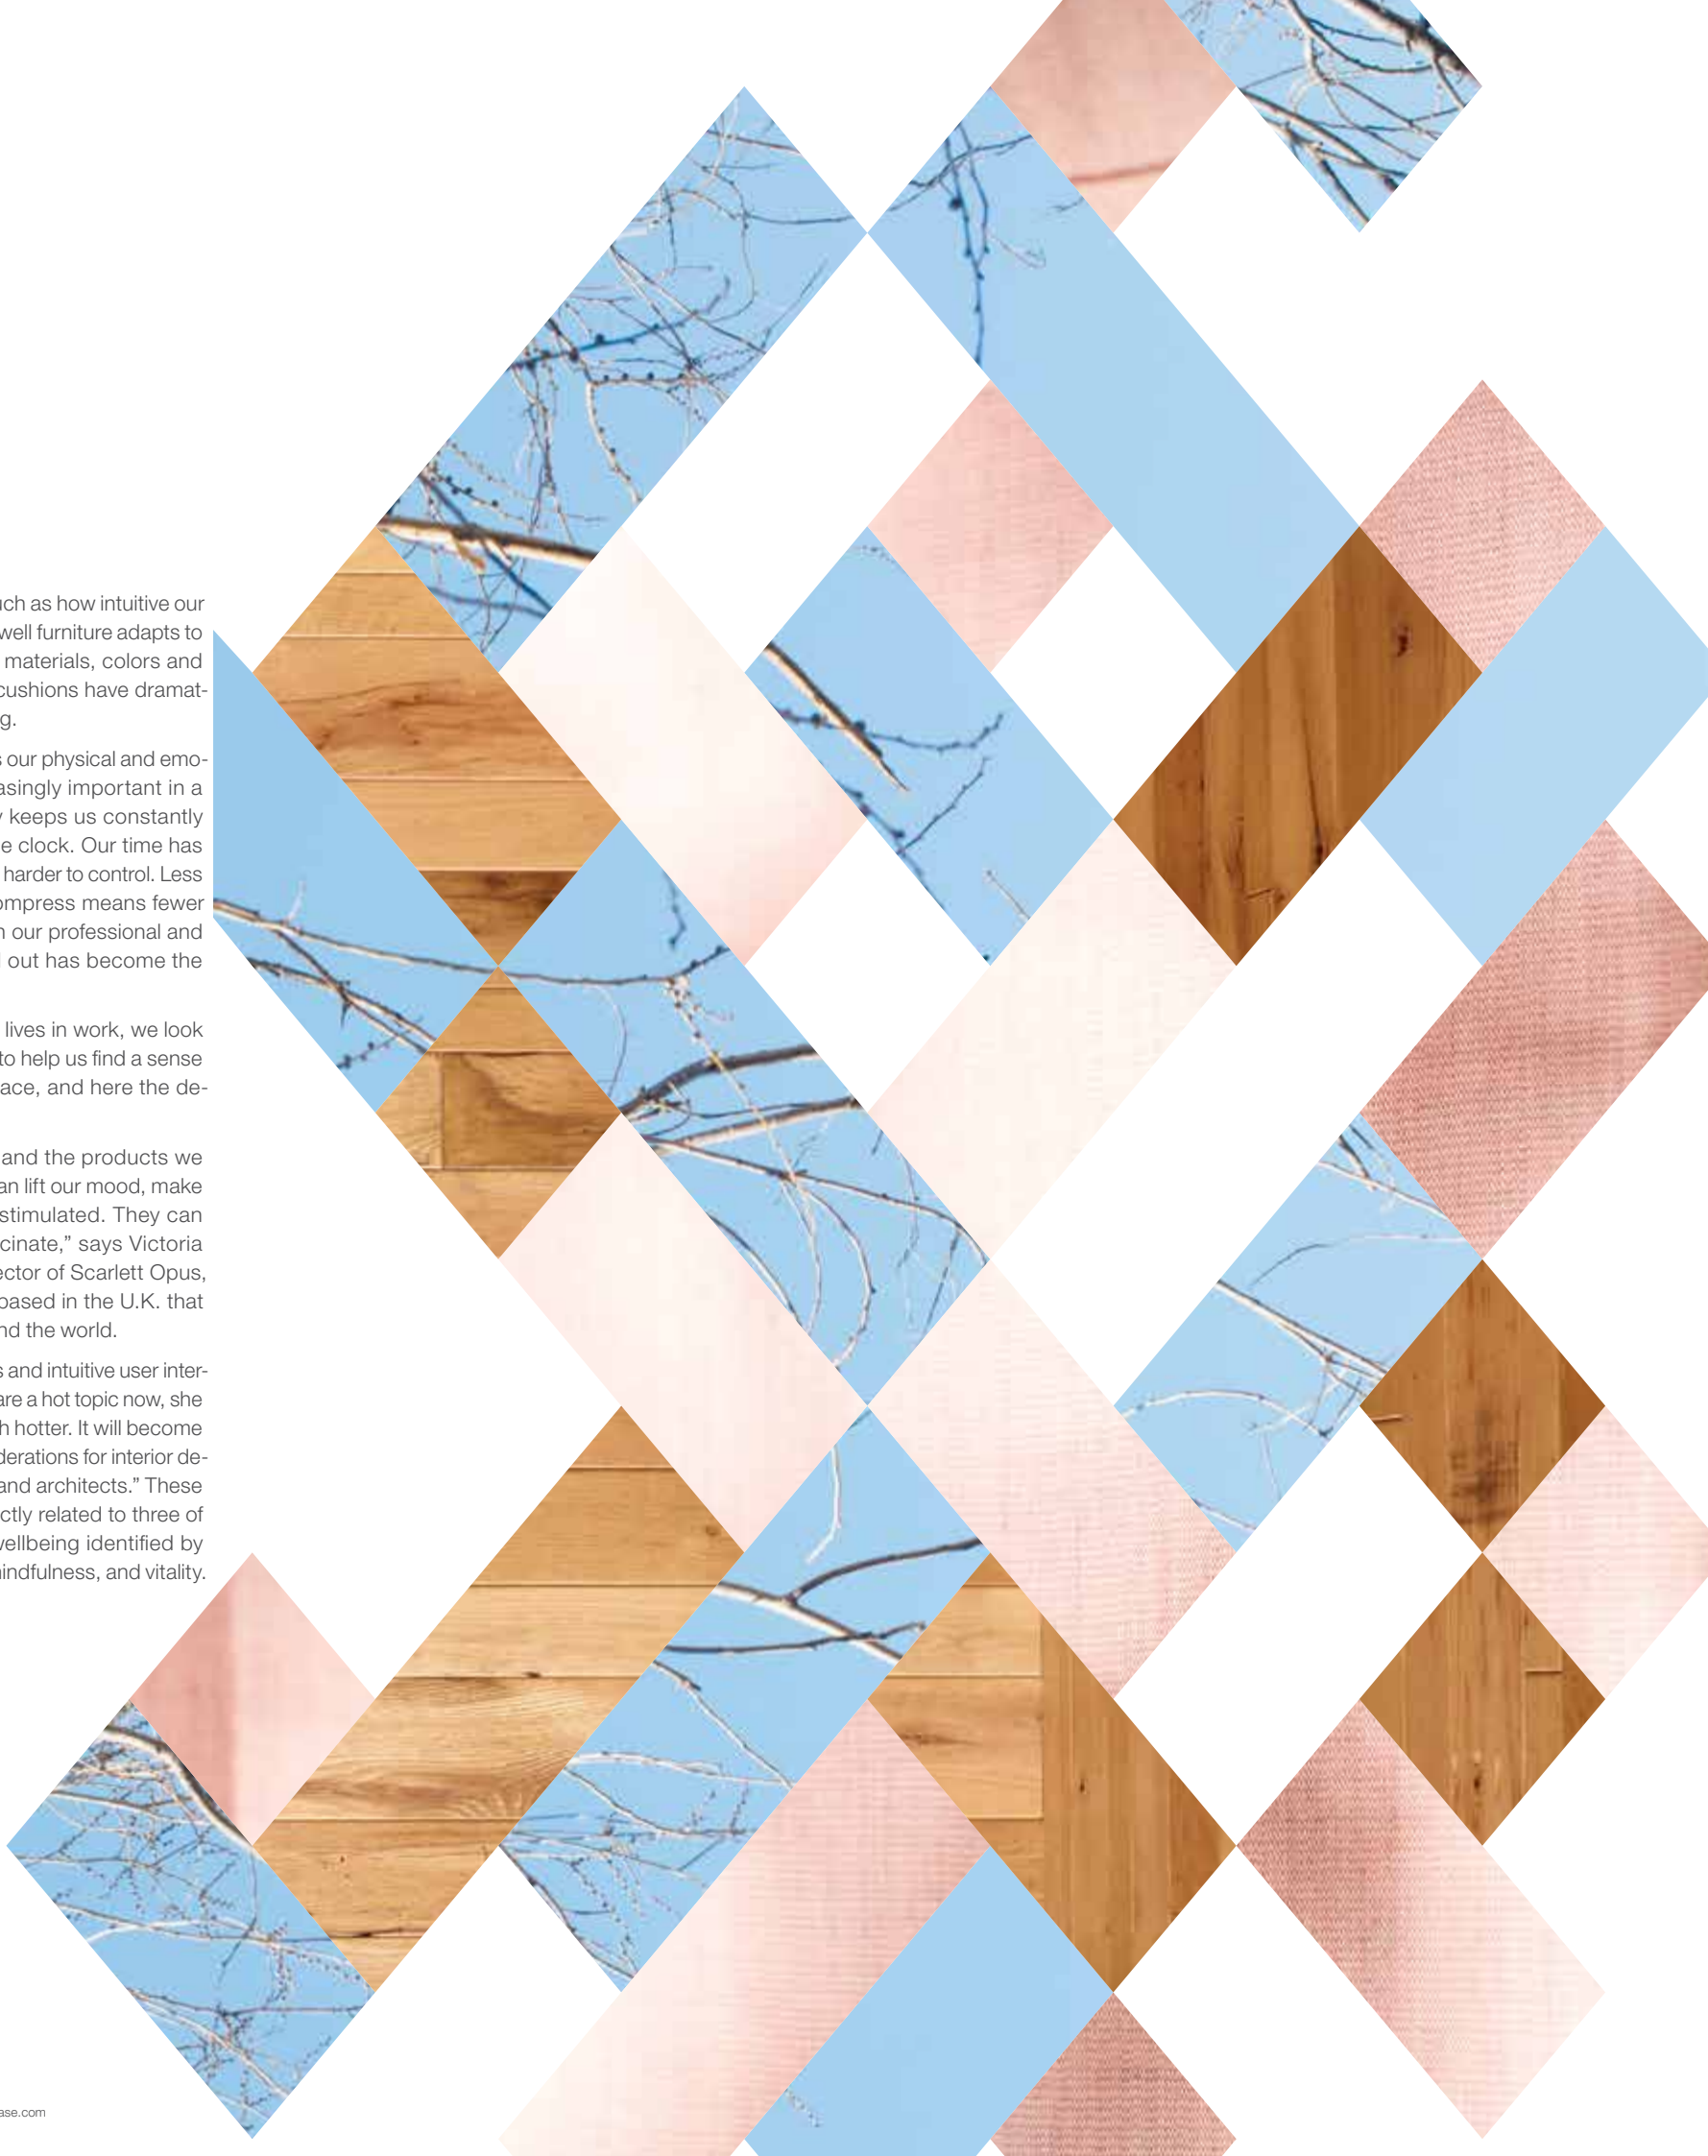 such as how intuitive our
well furniture adapts to
materials, colors and
cushions have dramat-
g.
our physical and emo-
asingly important in a
keeps us constantly
e clock. Our time has
harder to control. Less
ompress means fewer
n our professional and
out has become the
lives in work, we look
to help us find a sense
ace, and here the de-
and the products we
an lift our mood, make
stimulated. They can
cinate,” says Victoria
ector of Scarlett Opus,
based in the U.K. that
nd the world.
s and intuitive user inter-
are a hot topic now, she
h hotter. It will become
derations for interior de-
and architects.” These
ctly related to three of
wellbeing identified by
mindfulness, and vitality.
ase.com